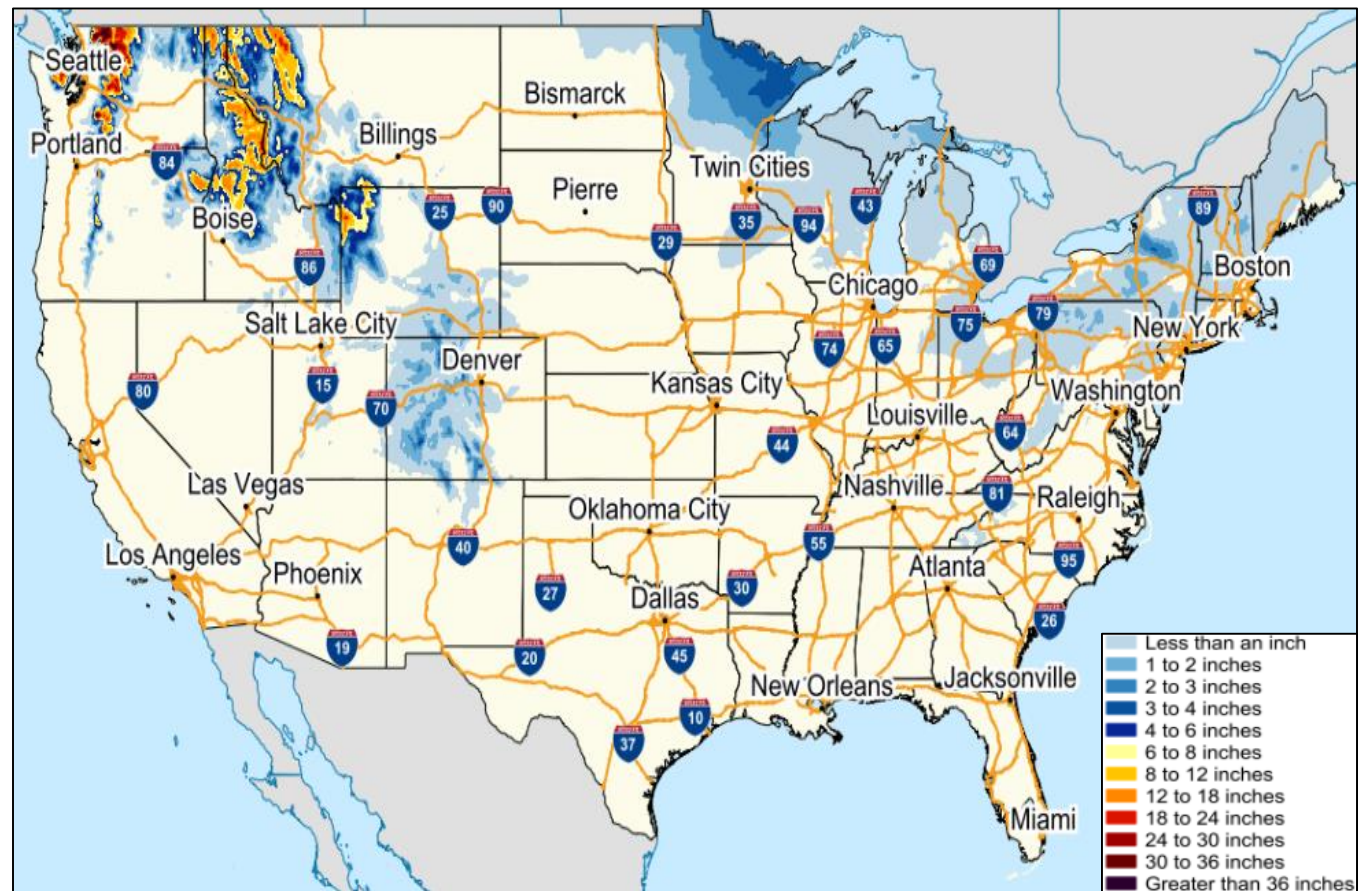 Seattle
Bismarck
Portland
Billings
Twin Cities
84
Pierre
25
90
35
94
43
89
Boise
29
86
69
Boston
Chicago
Salt Lake City
79
75
New York
Denver
74
65
80
15
70
Kansas City
Washington
Louisville
64
44
Las Vegas
Nashville
81
Raleigh
Oklahoma City
Los Angeles
40
55
95
Phoenix
Atlanta
27
30
Dallas
26
19
20
45
New Orleans
Jacksonville
10
37
Miami
Less than an inch
1 to 2 inches
2 to 3 inches
3 to 4 inches
4 to 6 inches
6 to 8 inches
8 to 12 inches
12 to 18 inches
18 to 24 inches
24 to 30 inches
30 to 36 inches
Greater than 36 inches